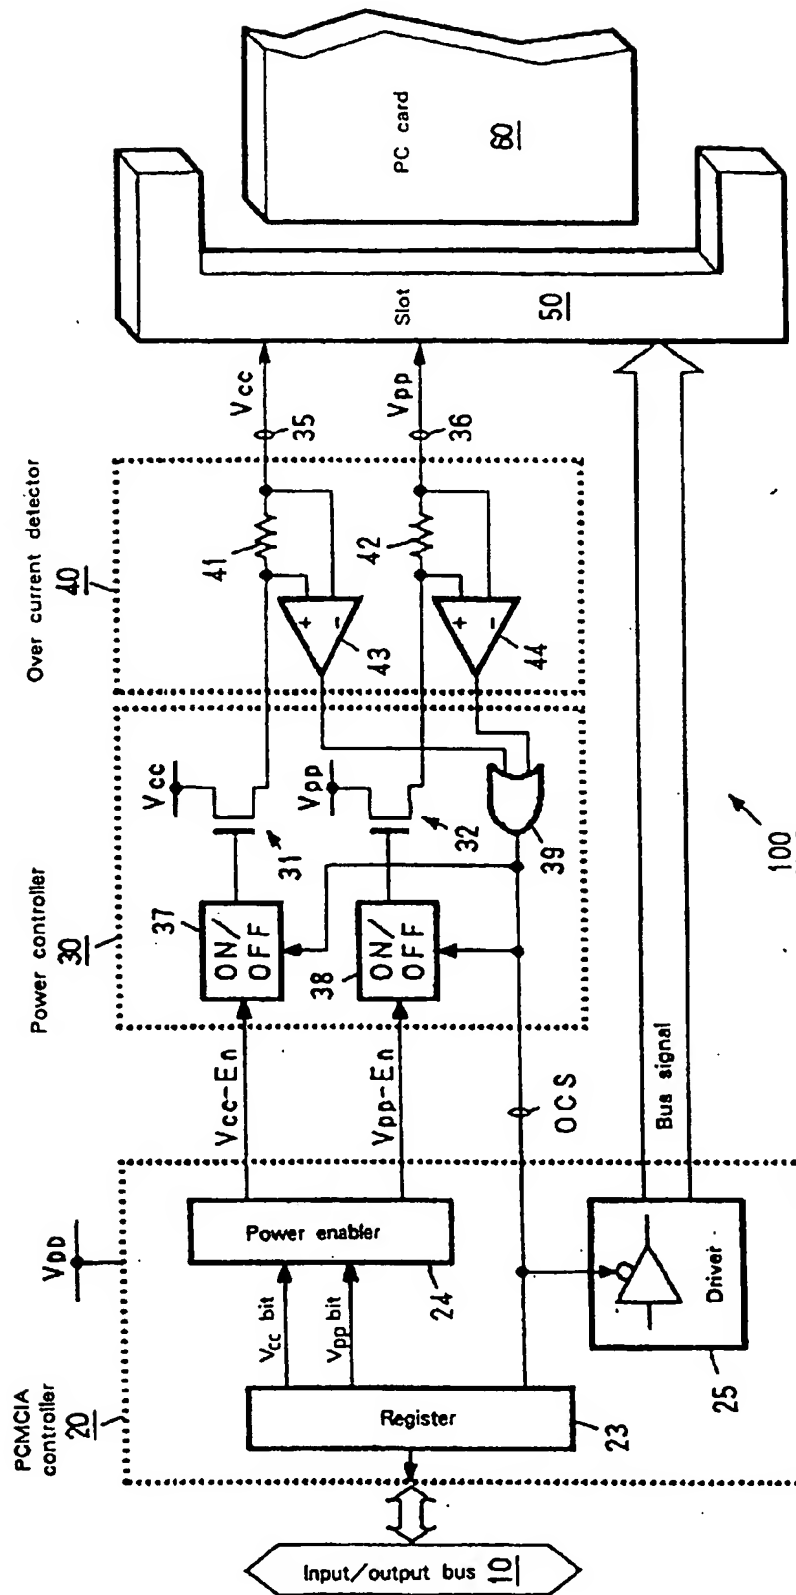 PCMCIA
controller
20
VDD
Power controller
30
Over current detector
40
Input/output bus 10
Register
23
Vcc bit
Vpp bit
Power enabler
24
Vcc-En
Vpp-En
37
ON/
OFF
38
ON/
OFF
Vcc
31
Vpp
32
39
41
42
+
-
43
+
-
44
Vcc
35
Vpp
36
OCS
Driver
25
Bus signal
Slot
50
PC card
60
100